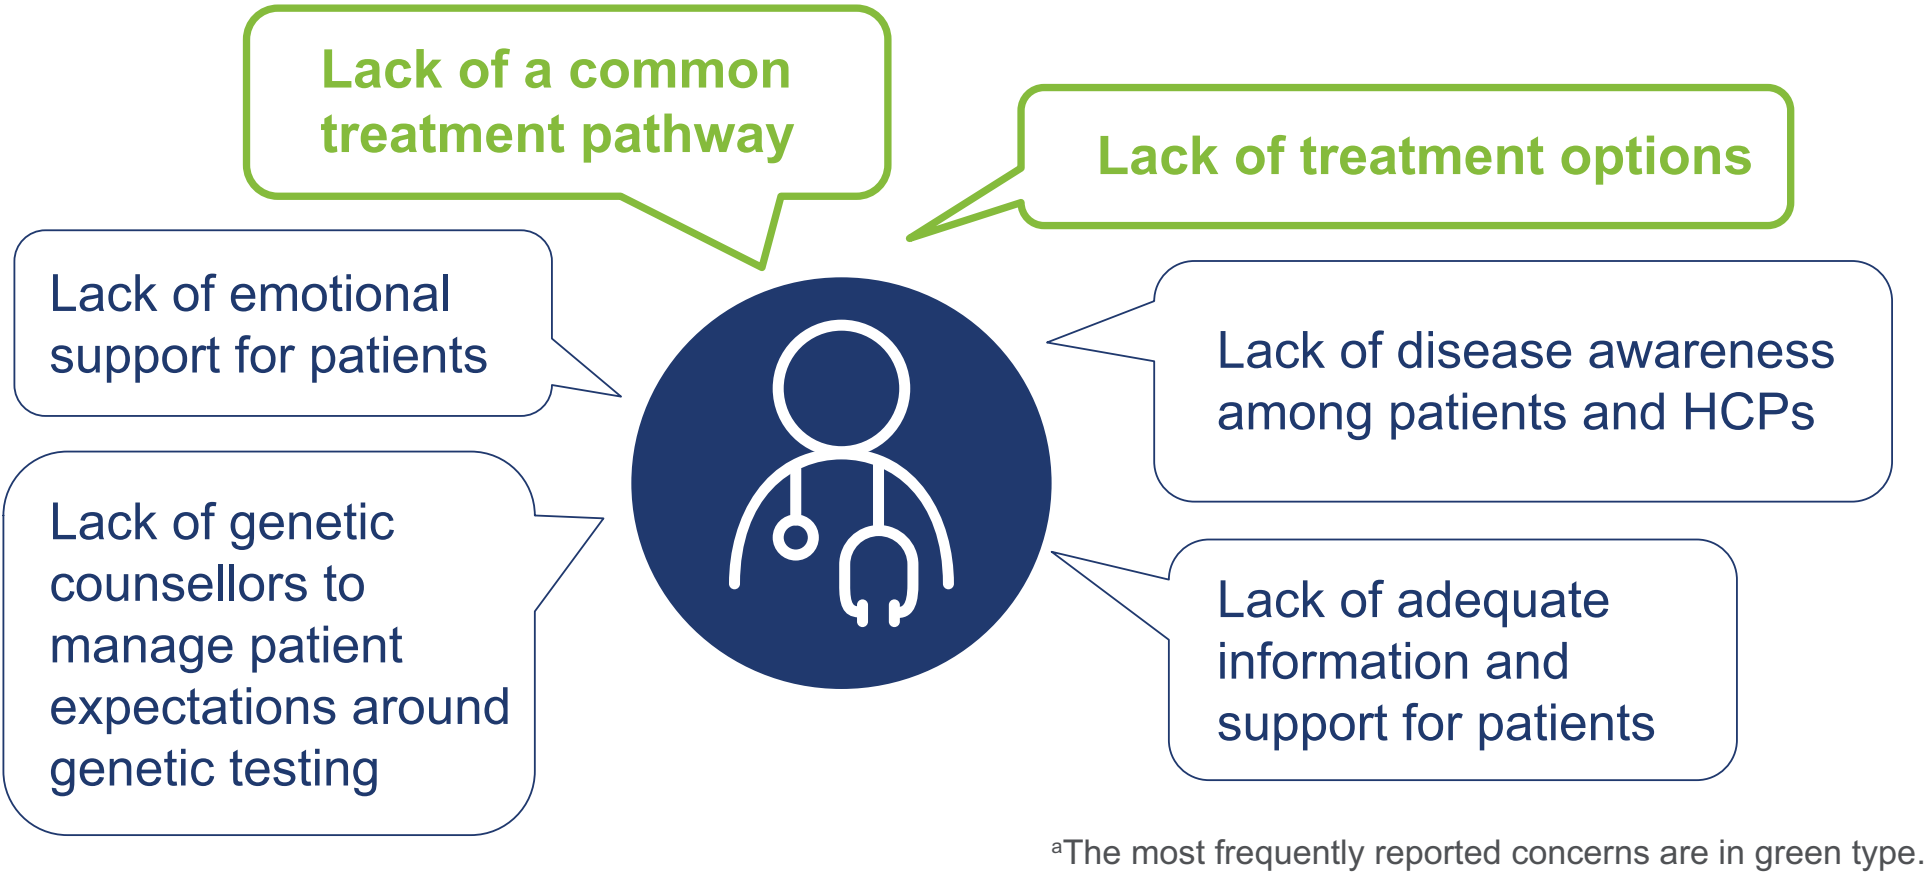 Lack of a common
treatment pathway
Lack of treatment options
Lack of emotional
support for patients
Lack of disease awareness
among patients and HCPs
Lack of genetic
counsellors to
manage patient
expectations around
genetic testing
Lack of adequate
information and
support for patients
ᵃThe most frequently reported concerns are in green type.